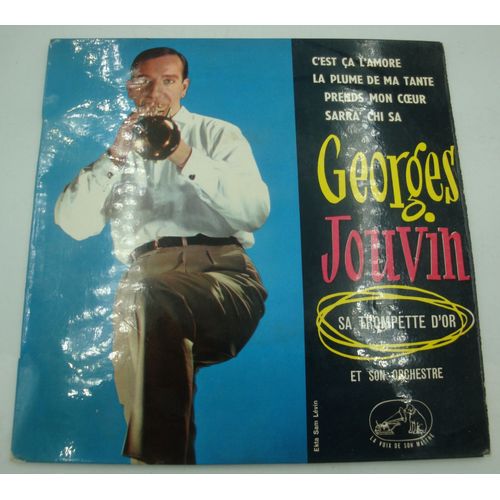 C'EST ÇA L'AMORE
LA PLUME DE MA TANTE
PRENDS MON CŒUR
SARRA' CHI SA
Georges
Jouvin
SA TROMPETTE D'OR
ET SON ORCHESTRE
LA VOIX DE SON MAÎTRE
Ekta Sam Lévin